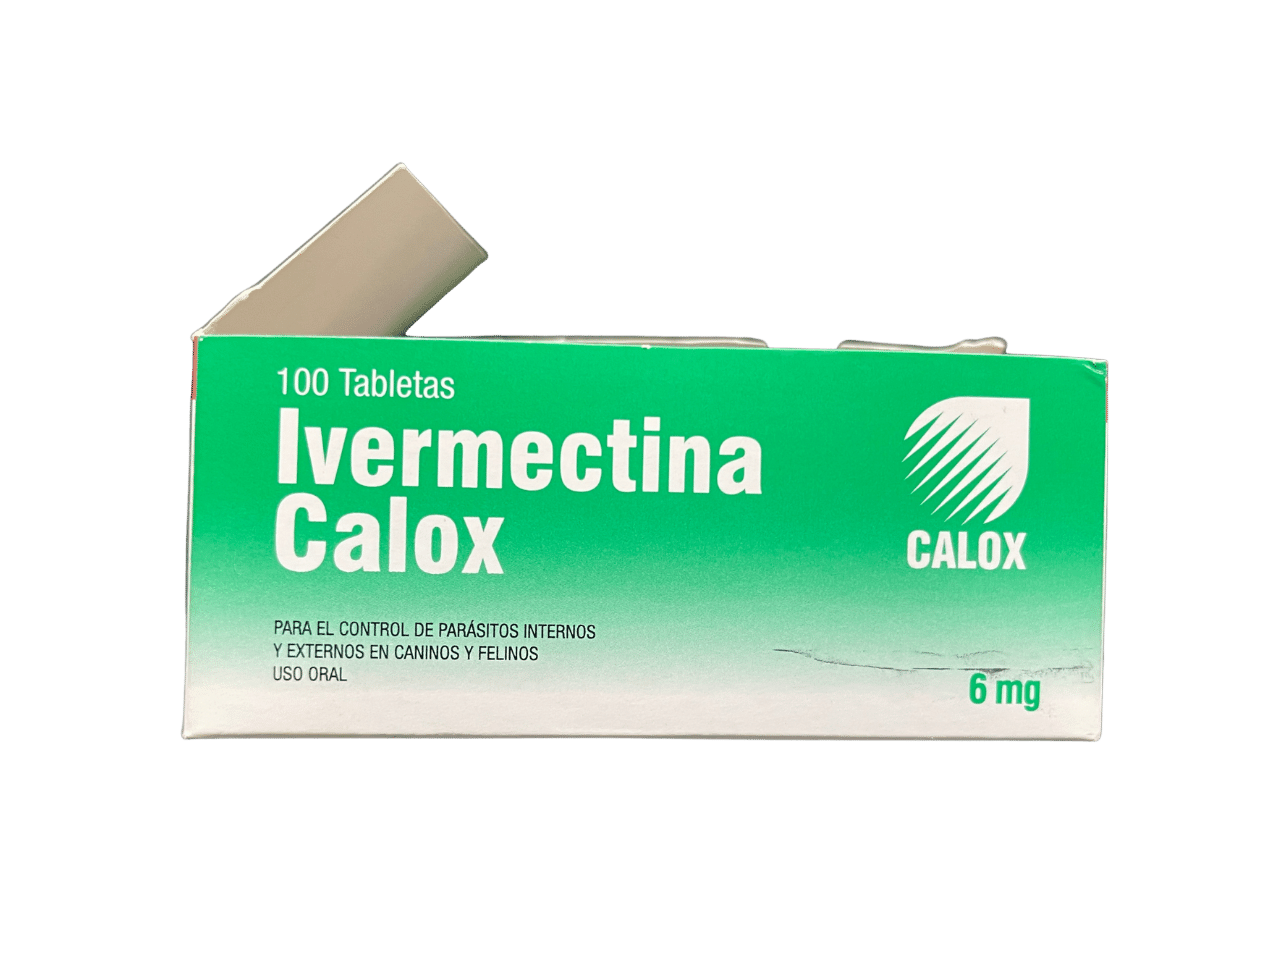 100 Tabletas
Ivermectina
Calox
CALOX
PARA EL CONTROL DE PARÁSITOS INTERNOS
Y EXTERNOS EN CANINOS Y FELINOS
USO ORAL
6 mg